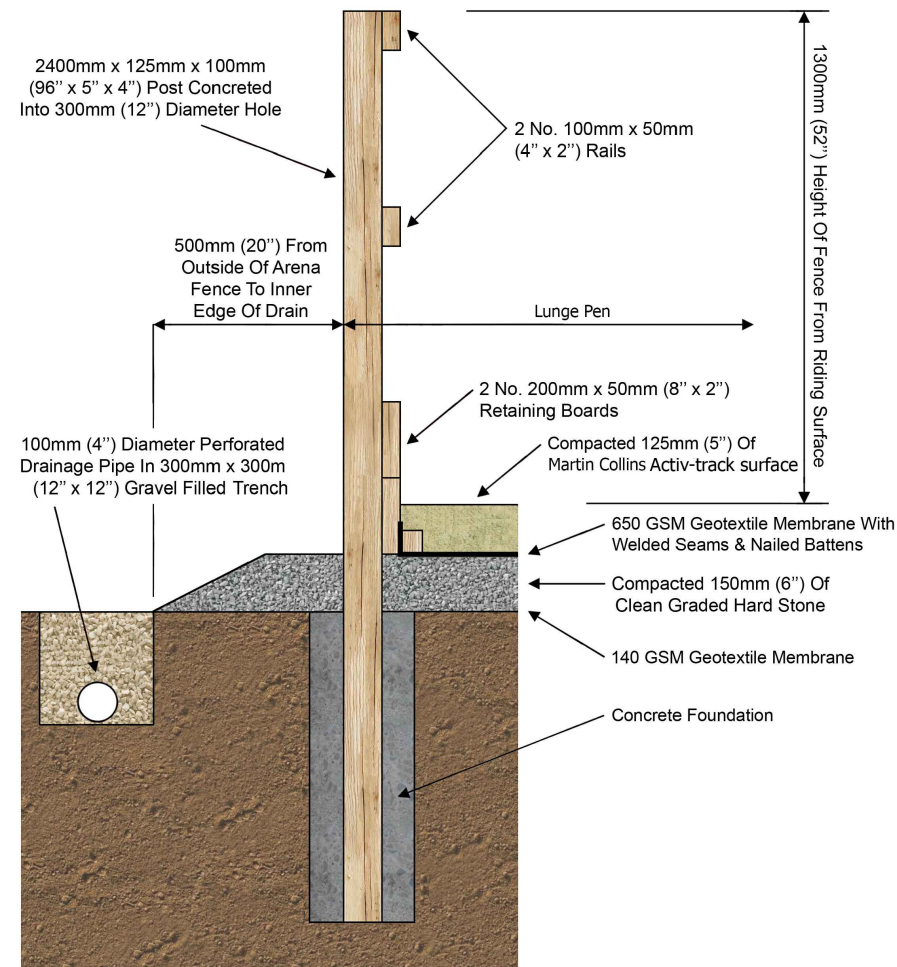 2400mm x 125mm x 100mm
(96” x 5” x 4”) Post Concreted
Into 300mm (12”) Diameter Hole
2 No. 100mm x 50mm
(4” x 2”) Rails
1300mm (52”) Height Of Fence From Riding Surface
500mm (20”) From
Outside Of Arena
Fence To Inner
Edge Of Drain
Lunge Pen
2 No. 200mm x 50mm (8” x 2”)
Retaining Boards
100mm (4”) Diameter Perforated
Drainage Pipe In 300mm x 300m
(12” x 12”) Gravel Filled Trench
Compacted 125mm (5”) Of
Martin Collins Activ-track surface
650 GSM Geotextile Membrane With
Welded Seams & Nailed Battens
Compacted 150mm (6”) Of
Clean Graded Hard Stone
140 GSM Geotextile Membrane
Concrete Foundation